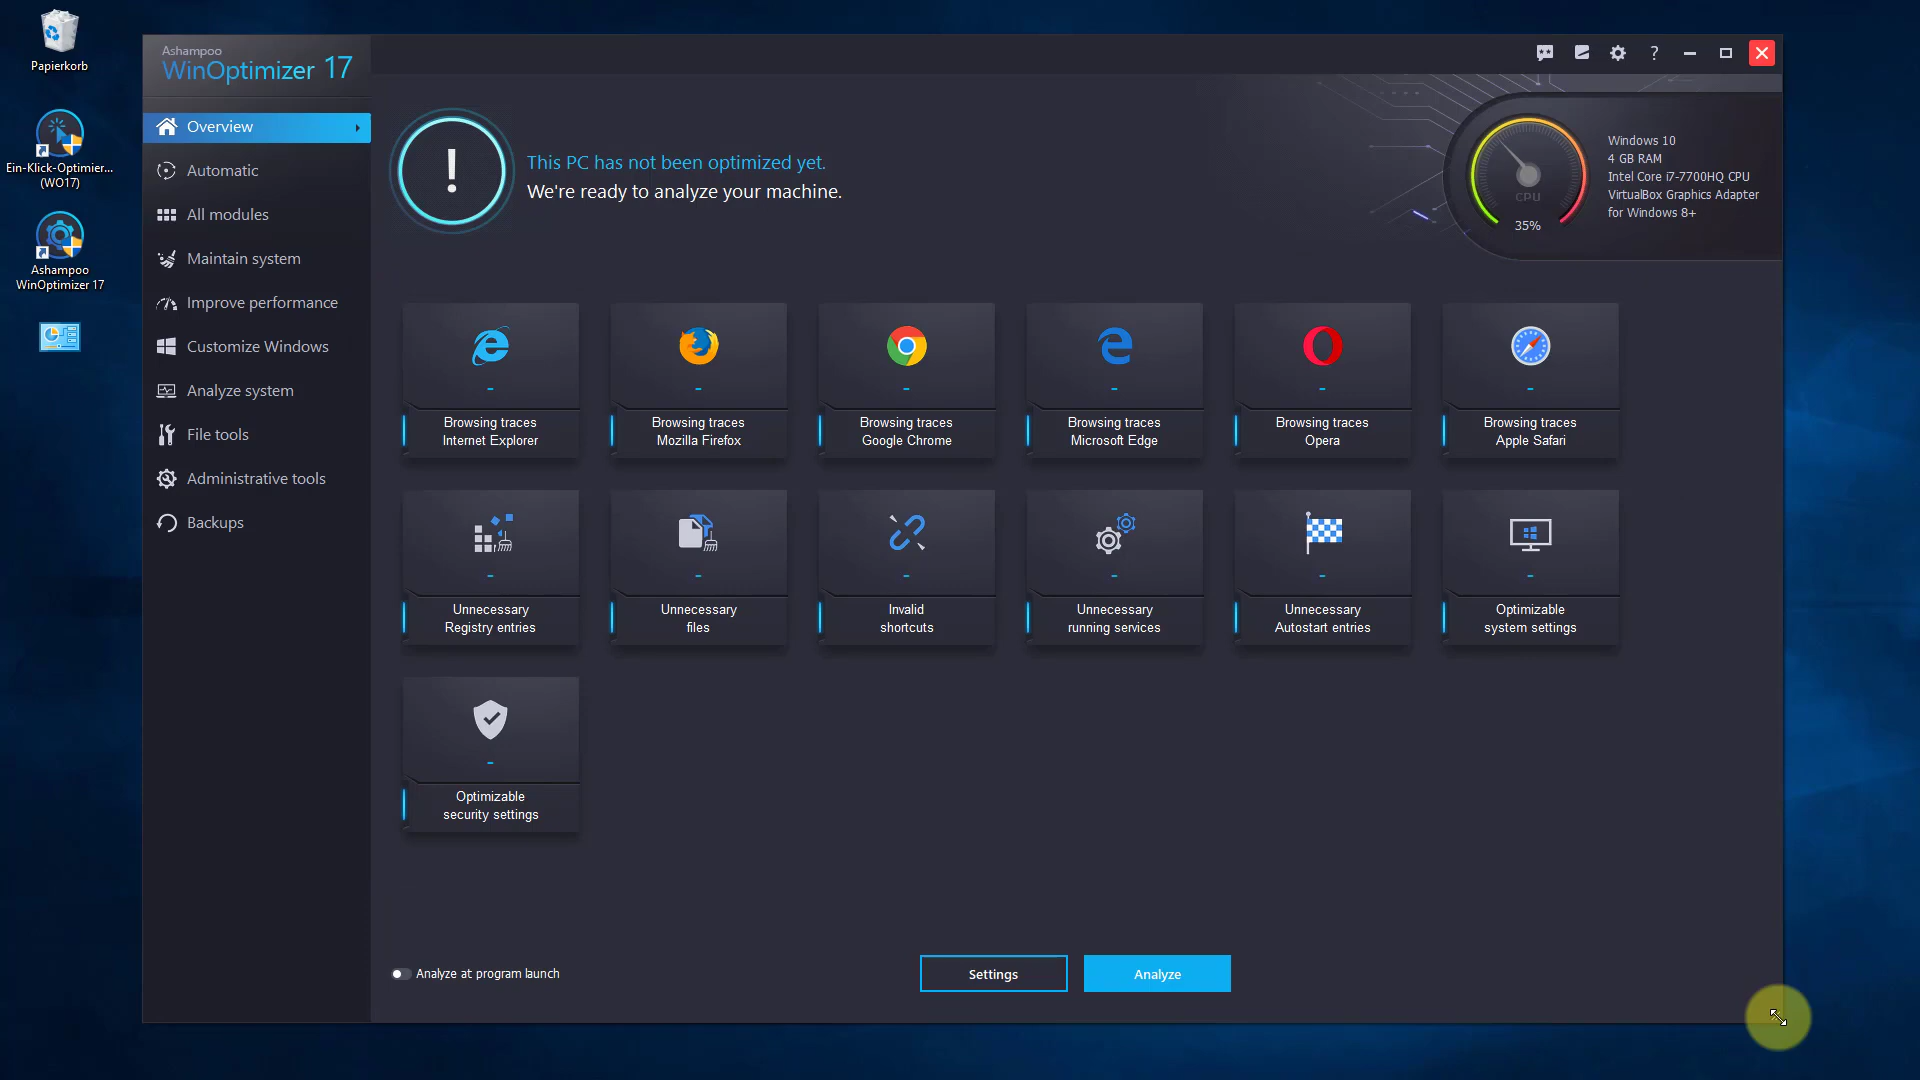 Papierkorb
Ein-Klick-Optimier...
(WO17)
Ashampoo
WinOptimizer 17
Ashampoo
WinOptimizer 17
?
Overview
Automatic
All modules
Maintain system
Improve performance
Customize Windows
Analyze system
File tools
Administrative tools
Backups
!
This PC has not been optimized yet.
We're ready to analyze your machine.
CPU
35%
Windows 10
4 GB RAM
Intel Core i7-7700HQ CPU
VirtualBox Graphics Adapter
for Windows 8+
-
Browsing traces
Internet Explorer
-
Browsing traces
Mozilla Firefox
-
Browsing traces
Google Chrome
-
Browsing traces
Microsoft Edge
-
Browsing traces
Opera
-
Browsing traces
Apple Safari
-
Unnecessary
Registry entries
-
Unnecessary
files
-
Invalid
shortcuts
-
Unnecessary
running services
-
Unnecessary
Autostart entries
-
Optimizable
system settings
-
Optimizable
security settings
Analyze at program launch
Settings
Analyze